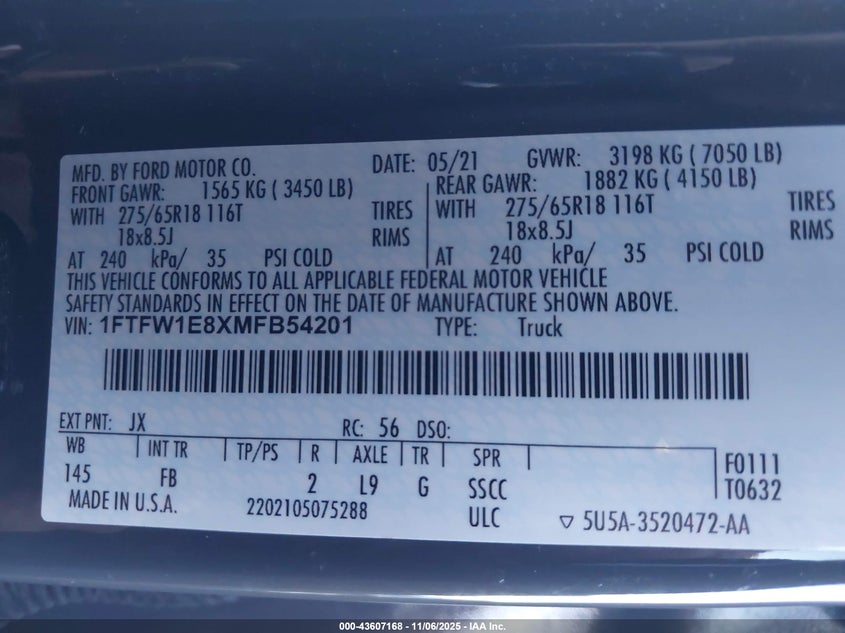 MFD. BY FORD MOTOR CO. DATE: 05/21 GVWR: 3198 KG ( 7050 LB)
FRONT GAWR: 1565 KG ( 3450 LB) REAR GAWR: 1882 KG ( 4150 LB)
WITH 275/65R18 116T TIRES WITH 275/65R18 116T TIRES
18x8.5J RIMS 18x8.5J RIMS
AT 240 kPa/ 35 PSI COLD AT 240 kPa/ 35 PSI COLD
THIS VEHICLE CONFORMS TO ALL APPLICABLE FEDERAL MOTOR VEHICLE
SAFETY STANDARDS IN EFFECT ON THE DATE OF MANUFACTURE SHOWN ABOVE.
VIN: 1FTFW1E8XMFB54201 TYPE: Truck
EXT PNT: JX RC: 56 DSO:
WB INT TR TP/PS R AXLE TR SPR F0111
145 FB 2 L9 G SSCC T0632
MADE IN U.S.A. 2202105075288 ULC ▽ 5U5A-3520472-AA
000-43607168 - 11/06/2025 - IAA Inc.